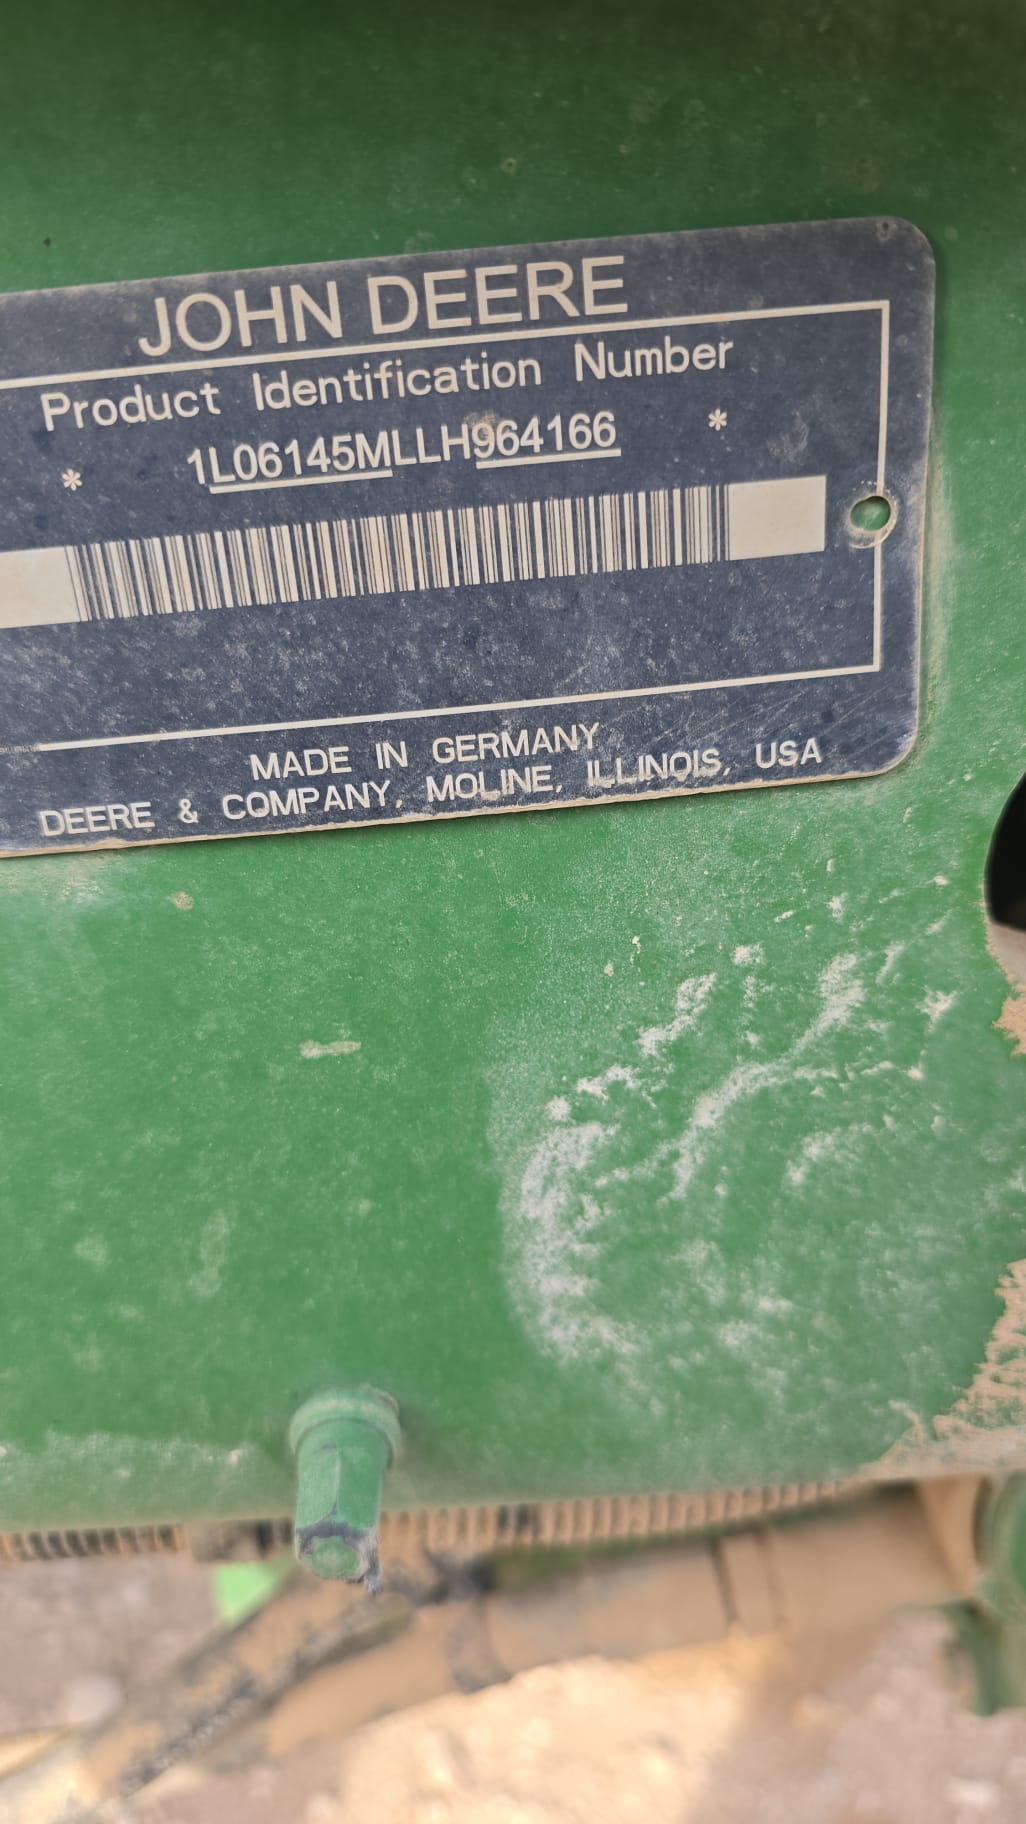 JOHN DEERE
Product Identification Number
* 1L06145MLLH964166 *
MADE IN GERMANY
DEERE & COMPANY, MOLINE, ILLINOIS, USA